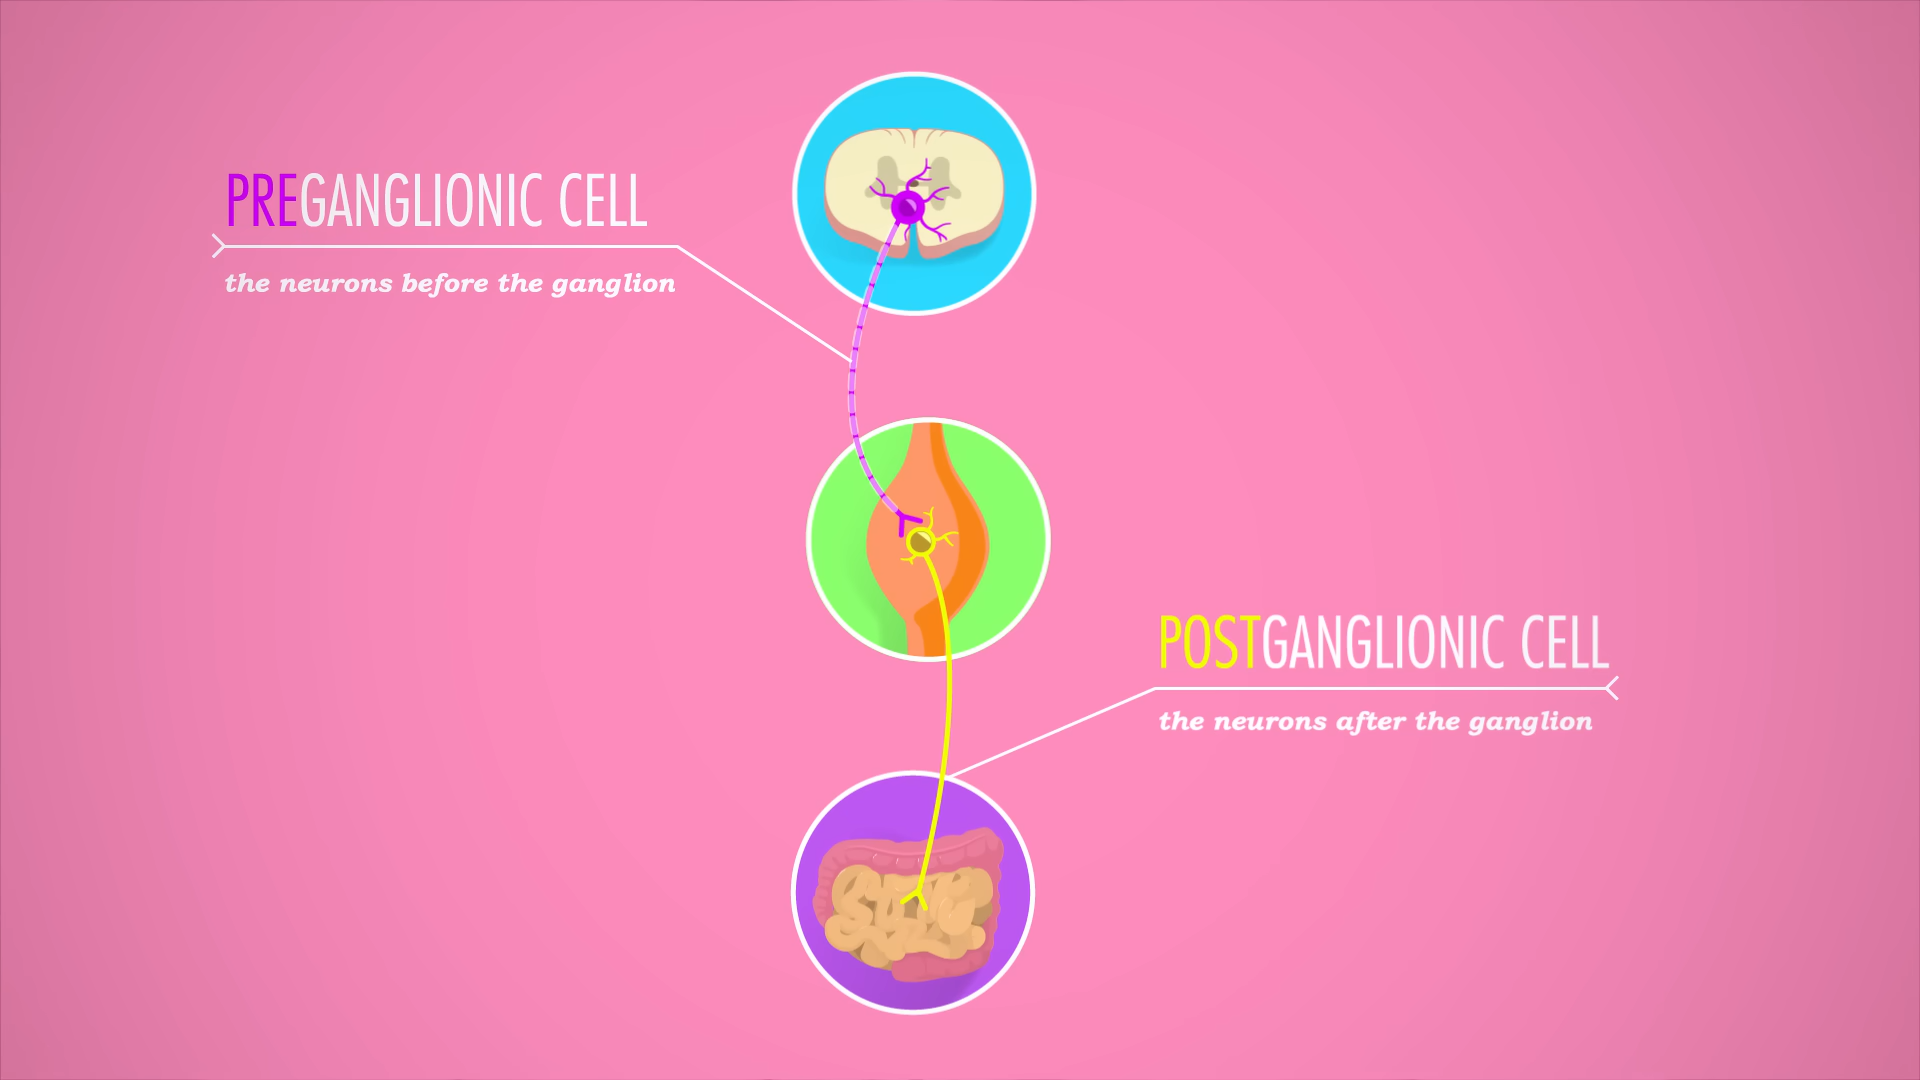 PREGANGLIONIC CELL
the neurons before the ganglion
POSTGANGLIONIC CELL
the neurons after the ganglion